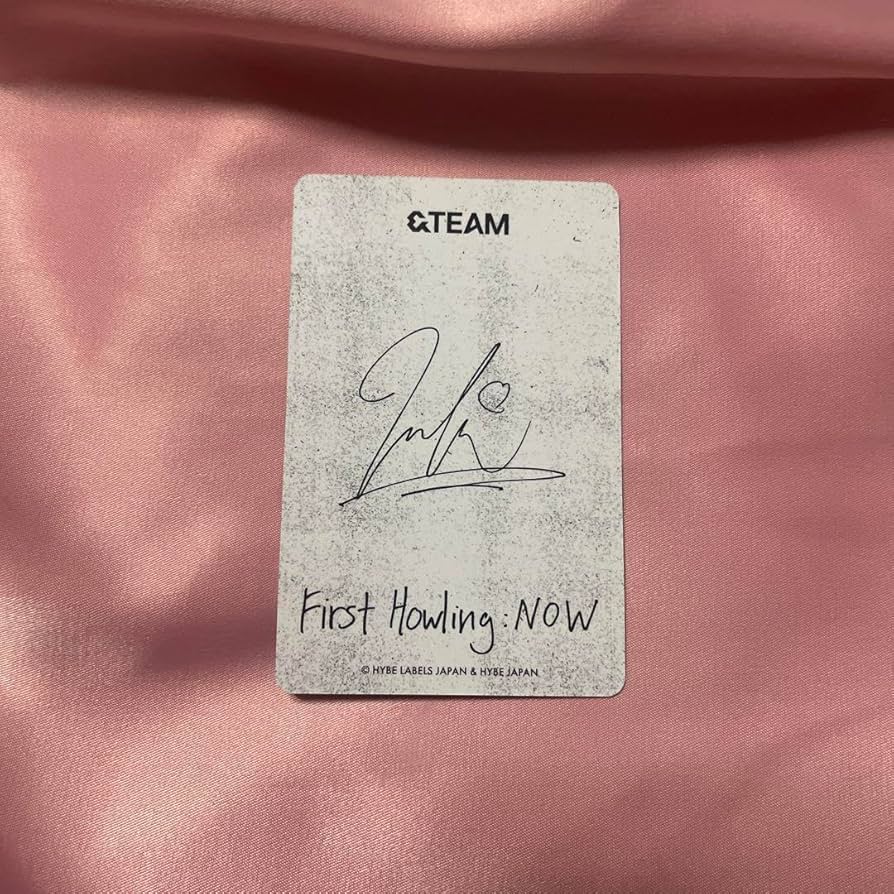 &TEAM
First Howling: NOW
© HYBE LABELS JAPAN & HYBE JAPAN